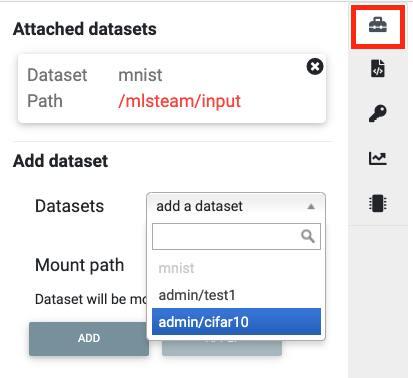 Attached datasets
Dataset mnist
Path /mlsteam/input
Add dataset
Datasets add a dataset
mnist
Mount path
admin/test1
Dataset will be mo
admin/cifar10
ADD